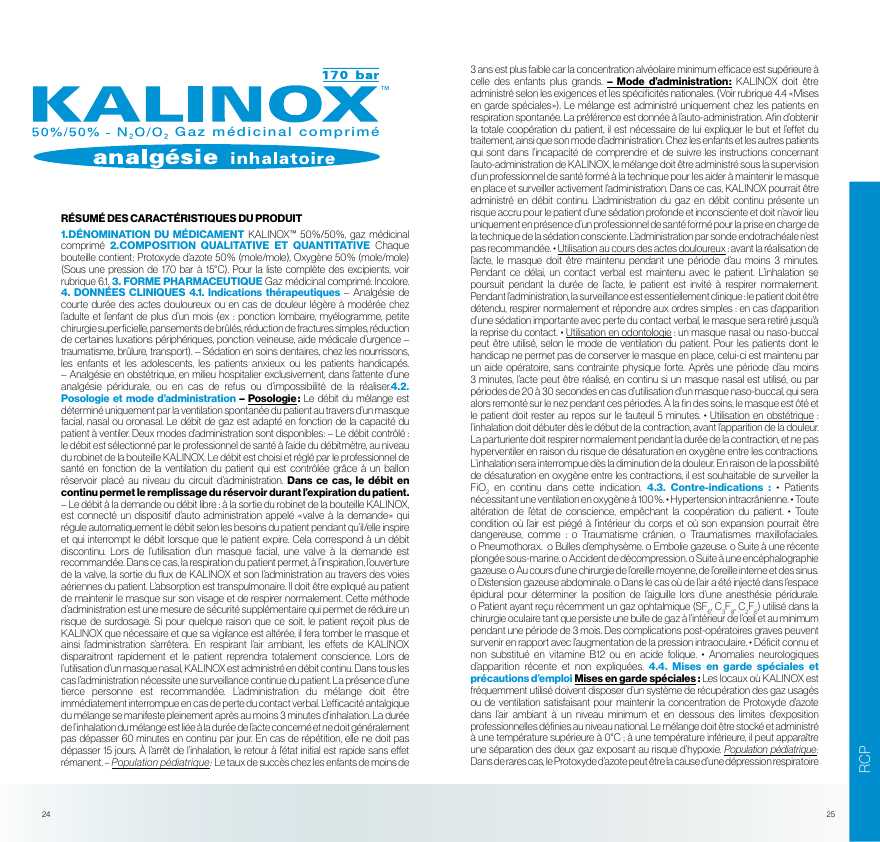 170 bar
KALINOX™
50%/50% - N2O/O2 Gaz médicinal comprimé
analgésie inhalatoire
RÉSUMÉ DES CARACTÉRISTIQUES DU PRODUIT
1.DÉNOMINATION DU MÉDICAMENT KALINOX™ 50%/50%, gaz médicinal
comprimé 2.COMPOSITION QUALITATIVE ET QUANTITATIVE Chaque
bouteille contient: Protoxyde d'azote 50% (mole/mole), Oxygène 50% (mole/mole)
(Sous une pression de 170 bar à 15°C). Pour la liste complète des excipients, voir
rubrique 6.1. 3. FORME PHARMACEUTIQUE Gaz médicinal comprimé. Incolore.
4. DONNÉES CLINIQUES 4.1. Indications thérapeutiques – Analgésie de
courte durée des actes douloureux ou en cas de douleur légère à modérée chez
l'adulte et l'enfant de plus d'un mois (ex : ponction lombaire, myélogramme, petite
chirurgie superficielle, pansements de brûlés, réduction de fractures simples, réduction
de certaines luxations périphériques, ponction veineuse, aide médicale d'urgence –
traumatisme, brûlure, transport). – Sédation en soins dentaires, chez les nourrissons,
les enfants et les adolescents, les patients anxieux ou les patients handicapés.
– Analgésie en obstétrique, en milieu hospitalier exclusivement, dans l'attente d'une
analgésie péridurale, ou en cas de refus ou d'impossibilité de la réaliser.4.2.
Posologie et mode d'administration – Posologie: Le débit du mélange est
déterminé uniquement par la ventilation spontanée du patient au travers d'un masque
facial, nasal ou oronasal. Le débit de gaz est adapté en fonction de la capacité du
patient à ventiler. Deux modes d'administration sont disponibles: – Le débit contrôlé :
le débit est sélectionné par le professionnel de santé à l'aide du débitmètre, au niveau
du robinet de la bouteille KALINOX. Le débit est choisi et réglé par le professionnel de
santé en fonction de la ventilation du patient qui est contrôlée grâce à un ballon
réservoir placé au niveau du circuit d'administration. Dans ce cas, le débit en
continu permet le remplissage du réservoir durant l'expiration du patient.
– Le débit à la demande ou débit libre : à la sortie du robinet de la bouteille KALINOX,
est connecté un dispositif d'auto administration appelé «valve à la demande» qui
régule automatiquement le débit selon les besoins du patient pendant qu'il/elle inspire
et qui interrompt le débit lorsque que le patient expire. Cela correspond à un débit
discontinu. Lors de l'utilisation d'un masque facial, une valve à la demande est
recommandée. Dans ce cas, la respiration du patient permet, à l'inspiration, l'ouverture
de la valve, la sortie du flux de KALINOX et son l'administration au travers des voies
aériennes du patient. L'absorption est transpulmonaire. Il doit être expliqué au patient
de maintenir le masque sur son visage et de respirer normalement. Cette méthode
d'administration est une mesure de sécurité supplémentaire qui permet de réduire un
risque de surdosage. Si pour quelque raison que ce soit, le patient reçoit plus de
KALINOX que nécessaire et que sa vigilance est altérée, il fera tomber le masque et
ainsi l'administration s'arrêtera. En respirant l'air ambiant, les effets de KALINOX
disparaitront rapidement et le patient reprendra totalement conscience. Lors de
l'utilisation d'un masque nasal, KALINOX est administré en débit continu. Dans tous les
cas l'administration nécessite une surveillance continue du patient. La présence d'une
tierce personne est recommandée. L'administration du mélange doit être
immédiatement interrompue en cas de perte du contact verbal. L'efficacité antalgique
du mélange se manifeste pleinement après au moins 3 minutes d'inhalation. La durée
de l'inhalation du mélange est liée à la durée de l'acte concerné et ne doit généralement
pas dépasser 60 minutes en continu par jour. En cas de répétition, elle ne doit pas
dépasser 15 jours. À l'arrêt de l'inhalation, le retour à l'état initial est rapide sans effet
rémanent. – Population pédiatrique: Le taux de succès chez les enfants de moins de
3 ans est plus faible car la concentration alvéolaire minimum efficace est supérieure à
celle des enfants plus grands. – Mode d'administration: KALINOX doit être
administré selon les exigences et les spécificités nationales. (Voir rubrique 4.4 «Mises
en garde spéciales»). Le mélange est administré uniquement chez les patients en
respiration spontanée. La préférence est donnée à l'auto-administration. Afin d'obtenir
la totale coopération du patient, il est nécessaire de lui expliquer le but et l'effet du
traitement, ainsi que son mode d'administration. Chez les enfants et les autres patients
qui sont dans l'incapacité de comprendre et de suivre les instructions concernant
l'auto-administration de KALINOX, le mélange doit être administré sous la supervision
d'un professionnel de santé formé à la technique pour les aider à maintenir le masque
en place et surveiller activement l'administration. Dans ce cas, KALINOX pourrait être
administré en débit continu. L'administration du gaz en débit continu présente un
risque accru pour le patient d'une sédation profonde et inconsciente et doit n'avoir lieu
uniquement en présence d'un professionnel de santé formé pour la prise en charge de
la technique de la sédation consciente. L'administration par sonde endotrachéale n'est
pas recommandée. • Utilisation au cours des actes douloureux : avant la réalisation de
l'acte, le masque doit être maintenu pendant une période d'au moins 3 minutes.
Pendant ce délai, un contact verbal est maintenu avec le patient. L'inhalation se
poursuit pendant la durée de l'acte, le patient est invité à respirer normalement.
Pendant l'administration, la surveillance est essentiellement clinique : le patient doit être
détendu, respirer normalement et répondre aux ordres simples : en cas d'apparition
d'une sédation importante avec perte du contact verbal, le masque sera retiré jusqu'à
la reprise du contact. • Utilisation en odontologie : un masque nasal ou naso-buccal
peut être utilisé, selon le mode de ventilation du patient. Pour les patients dont le
handicap ne permet pas de conserver le masque en place, celui-ci est maintenu par
un aide opératoire, sans contrainte physique forte. Après une période d'au moins
3 minutes, l'acte peut être réalisé, en continu si un masque nasal est utilisé, ou par
périodes de 20 à 30 secondes en cas d'utilisation d'un masque naso-buccal, qui sera
alors remonté sur le nez pendant ces périodes. À la fin des soins, le masque est ôté et
le patient doit rester au repos sur le fauteuil 5 minutes. • Utilisation en obstétrique :
l'inhalation doit débuter dès le début de la contraction, avant l'apparition de la douleur.
La parturiente doit respirer normalement pendant la durée de la contraction, et ne pas
hyperventiler en raison du risque de désaturation en oxygène entre les contractions.
L'inhalation sera interrompue dès la diminution de la douleur. En raison de la possibilité
de désaturation en oxygène entre les contractions, il est souhaitable de surveiller la
FiO2 en continu dans cette indication. 4.3. Contre-indications : • Patients
nécessitant une ventilation en oxygène à 100%. • Hypertension intracrânienne. • Toute
altération de l'état de conscience, empêchant la coopération du patient. • Toute
condition où l'air est piégé à l'intérieur du corps et où son expansion pourrait être
dangereuse, comme : o Traumatisme crânien, o Traumatismes maxillofaciales.
o Pneumothorax. o Bulles d'emphysème. o Embolie gazeuse. o Suite à une récente
plongée sous-marine. o Accident de décompression. o Suite à une encéphalographie
gazeuse. o Au cours d'une chirurgie de l'oreille moyenne, de l'oreille interne et des sinus.
o Distension gazeuse abdominale. o Dans le cas où de l'air a été injecté dans l'espace
épidural pour déterminer la position de l'aiguille lors d'une anesthésie péridurale.
o Patient ayant reçu récemment un gaz ophtalmique (SF6, C3F8, C2F6) utilisé dans la
chirurgie oculaire tant que persiste une bulle de gaz à l'intérieur de l'oeil et au minimum
pendant une période de 3 mois. Des complications post-opératoires graves peuvent
survenir en rapport avec l'augmentation de la pression intraoculaire. • Déficit connu et
non substitué en vitamine B12 ou en acide folique. • Anomalies neurologiques
d'apparition récente et non expliquées. 4.4. Mises en garde spéciales et
précautions d'emploi Mises en garde spéciales : Les locaux où KALINOX est
fréquemment utilisé doivent disposer d'un système de récupération des gaz usagés
ou de ventilation satisfaisant pour maintenir la concentration de Protoxyde d'azote
dans l'air ambiant à un niveau minimum et en dessous des limites d'exposition
professionnelles définies au niveau national. Le mélange doit être stocké et administré
à une température supérieure à 0°C ; à une température inférieure, il peut apparaître
une séparation des deux gaz exposant au risque d'hypoxie. Population pédiatrique:
Dans de rares cas, le Protoxyde d'azote peut être la cause d'une dépression respiratoire
RCP
24
25